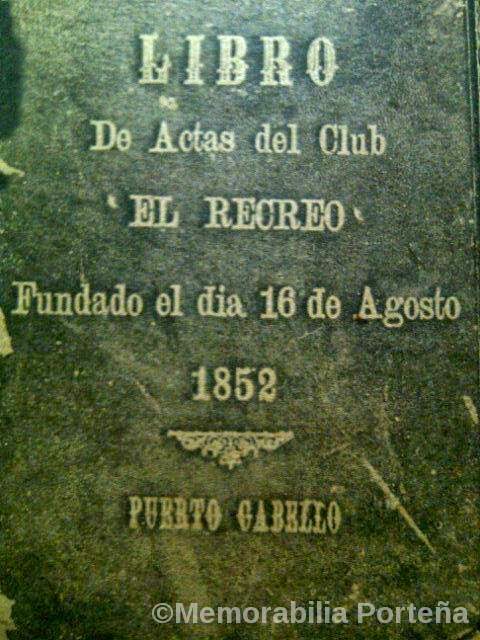 LIBRO
De Actas del Club
'EL RECREO'
Fundado el dia 16 de Agosto
1852
PUERTO CABELLO
©Memorabilia Porteña